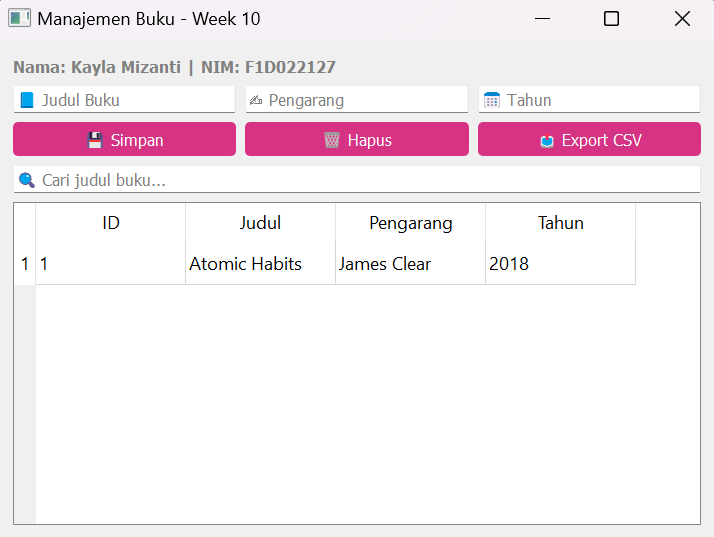 Manajemen Buku - Week 10
Nama: Kayla Mizanti | NIM: F1D022127
Judul Buku Pengarang Tahun
Simpan Hapus Export CSV
Cari judul buku...
ID Judul Pengarang Tahun
1 1 Atomic Habits James Clear 2018